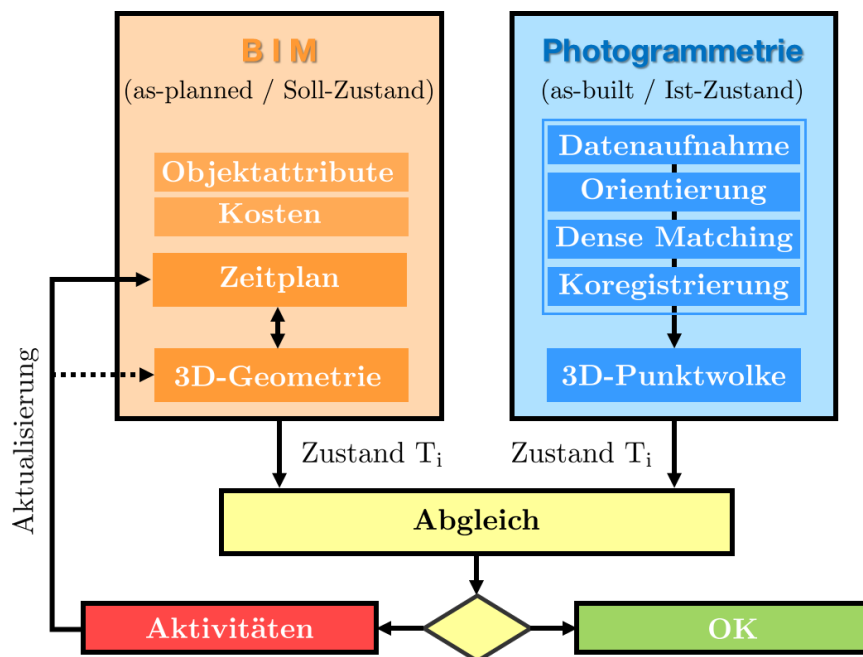 BIM
(as-planned / Soll-Zustand)
Objektattribute
Kosten
Zeitplan
3D-Geometrie
Photogrammetrie
(as-built / Ist-Zustand)
Datenaufnahme
Orientierung
Dense Matching
Koregistrierung
3D-Punktwolke
Aktualisierung
Zustand Ti
Zustand Ti
Abgleich
Aktivitäten
OK